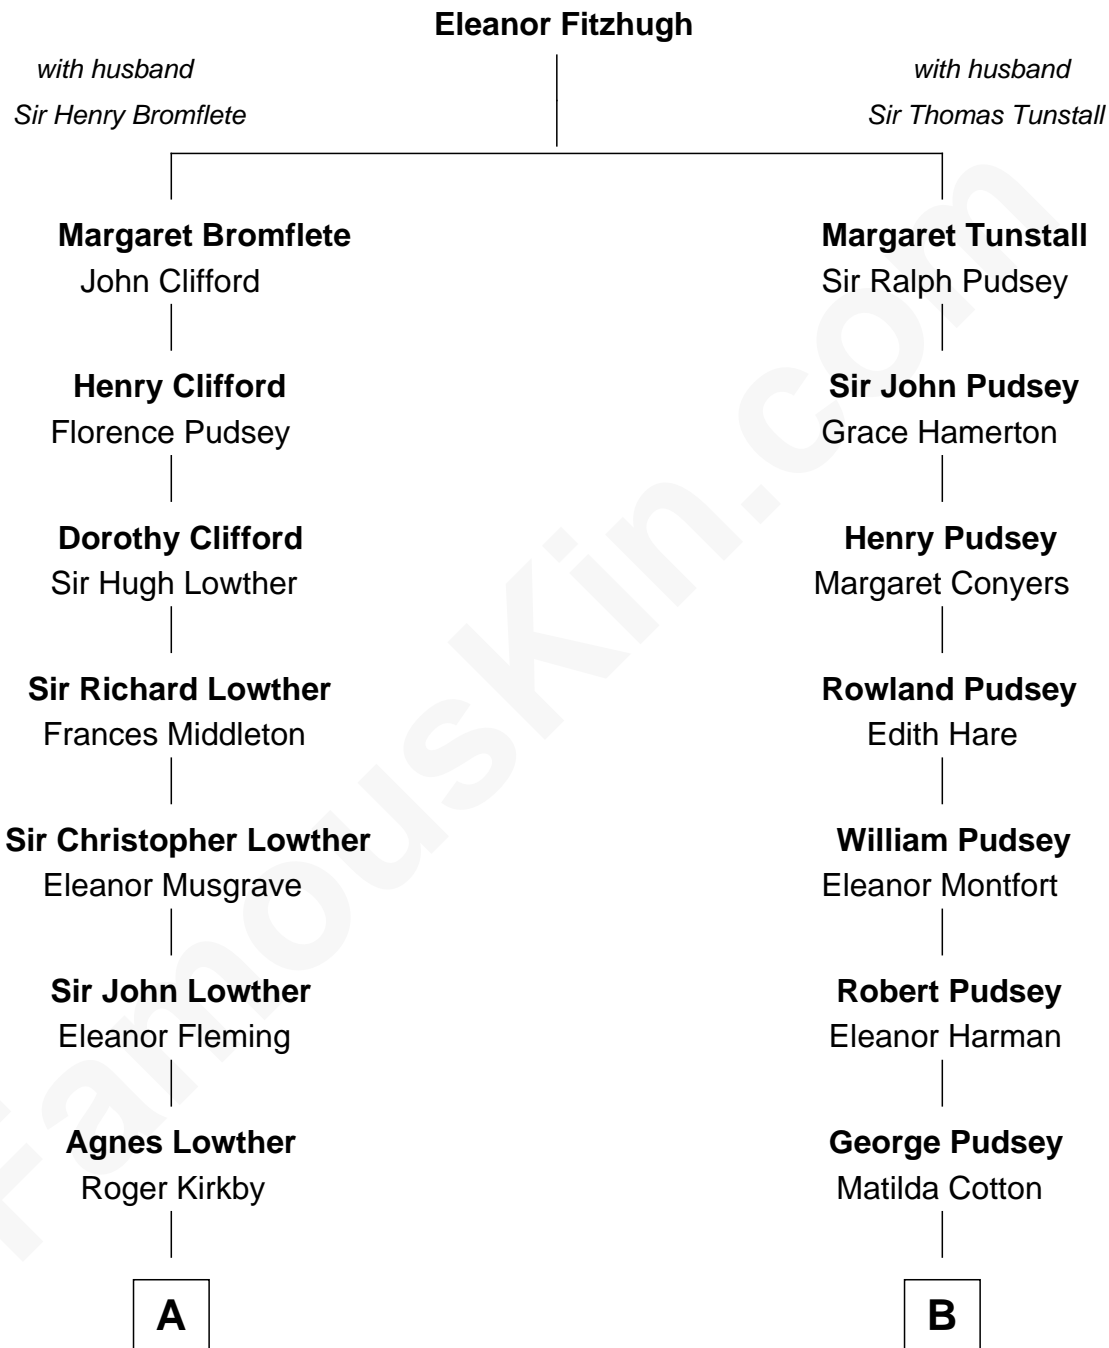 Eleanor Fitzhugh
with husband
Sir Henry Bromflete
with husband
Sir Thomas Tunstall
Margaret Bromflete
John Clifford
Henry Clifford
Florence Pudsey
Dorothy Clifford
Sir Hugh Lowther
Sir Richard Lowther
Frances Middleton
Sir Christopher Lowther
Eleanor Musgrave
Sir John Lowther
Eleanor Fleming
Agnes Lowther
Roger Kirkby
A
Margaret Tunstall
Sir Ralph Pudsey
Sir John Pudsey
Grace Hamerton
Henry Pudsey
Margaret Conyers
Rowland Pudsey
Edith Hare
William Pudsey
Eleanor Montfort
Robert Pudsey
Eleanor Harman
George Pudsey
Matilda Cotton
B
FamousKin.com